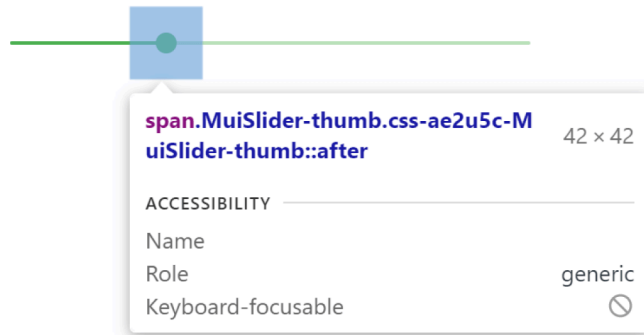 span.MuiSlider-thumb.css-ae2u5c-M
uiSlider-thumb::after
42 × 42
ACCESSIBILITY
Name
Role generic
Keyboard-focusable